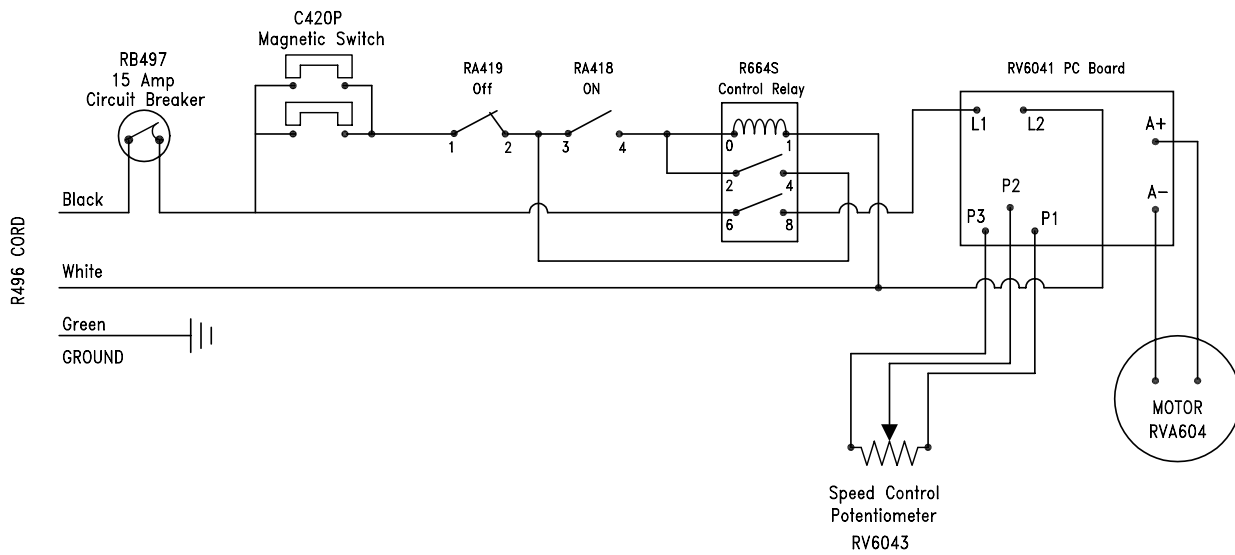 C420P
Magnetic Switch
RB497
15 Amp
Circuit Breaker
RA419
Off
RA418
ON
R664S
Control Relay
RV6041 PC Board
L1
L2
A+
1
2
3
4
0
1
2
4
A-
P2
P3
P1
6
8
Black
White
R496 CORD
Green
GROUND
MOTOR
RVA604
Speed Control
Potentiometer
RV6043